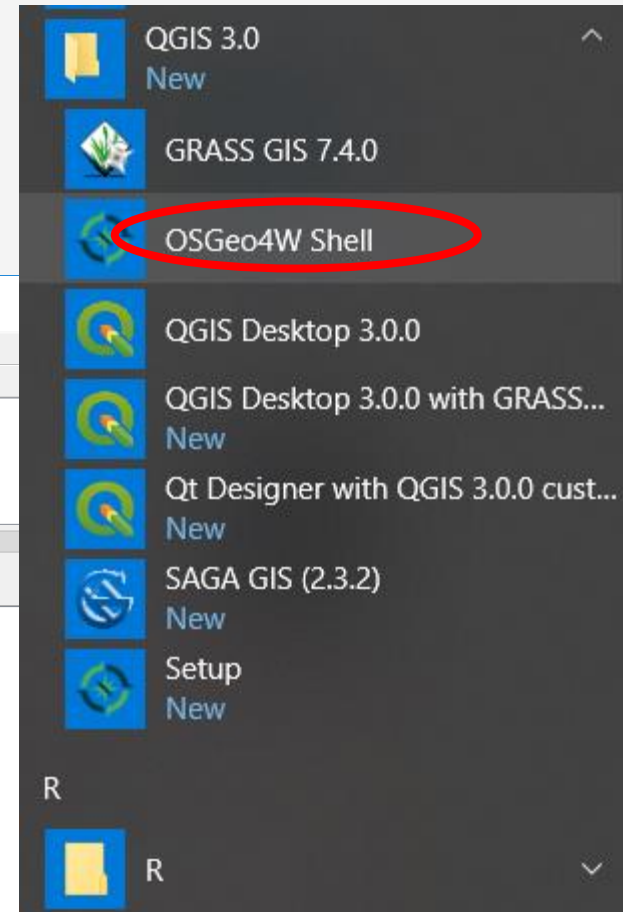 QGIS 3.0
New
GRASS GIS 7.4.0
OSGeo4W Shell
QGIS Desktop 3.0.0
QGIS Desktop 3.0.0 with GRASS...
New
Qt Designer with QGIS 3.0.0 cust...
New
SAGA GIS (2.3.2)
New
Setup
New
R
R